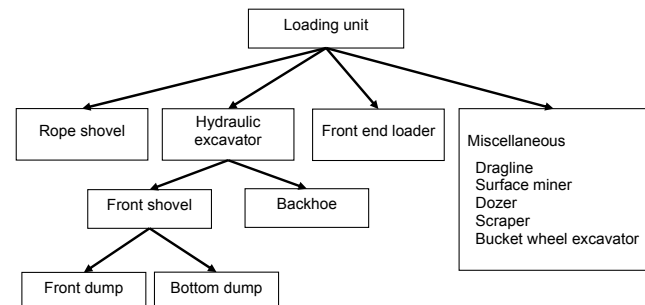 Loading unit
Rope shovel
Hydraulic
excavator
Front end loader
Miscellaneous
Dragline
Surface miner
Dozer
Scraper
Bucket wheel excavator
Front shovel
Backhoe
Front dump
Bottom dump